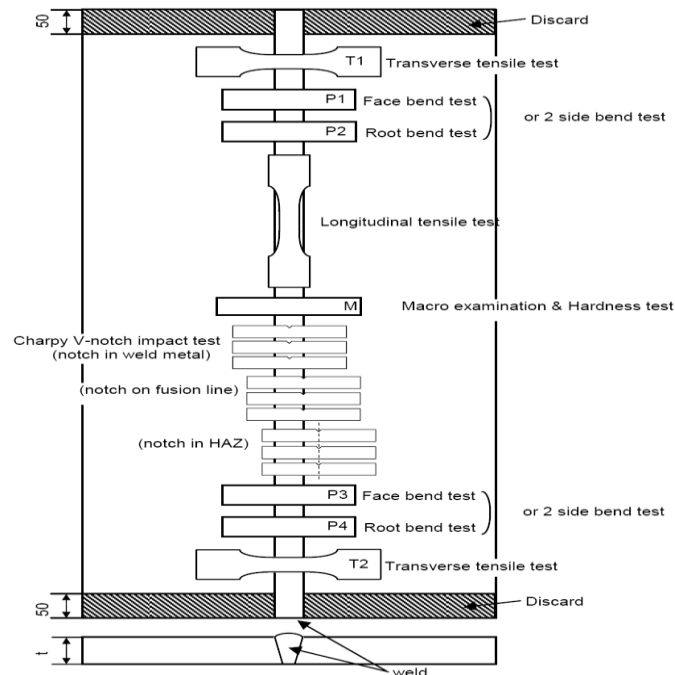 50
Discard
T1
Transverse tensile test
P1
Face bend test
or 2 side bend test
P2
Root bend test
Longitudinal tensile test
M
Macro examination & Hardness test
Charpy V-notch impact test
(notch in weld metal)
(notch on fusion line)
(notch in HAZ)
P3
Face bend test
or 2 side bend test
P4
Root bend test
T2
Transverse tensile test
50
Discard
t
weld